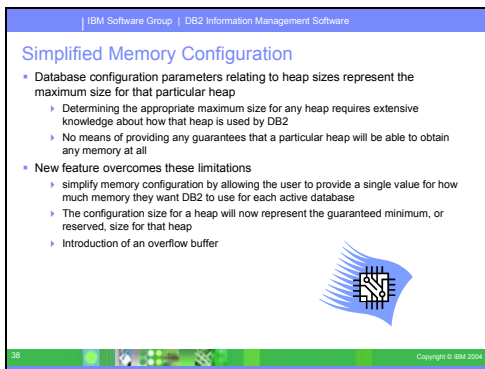 IBM Software Group | DB2 Information Management Software
Simplified Memory Configuration
Database configuration parameters relating to heap sizes represent the
maximum size for that particular heap
Determining the appropriate maximum size for any heap requires extensive
knowledge about how that heap is used by DB2
No means of providing any guarantees that a particular heap will be able to obtain
any memory at all
New feature overcomes these limitations
simplify memory configuration by allowing the user to provide a single value for how
much memory they want DB2 to use for each active database
The configuration size for a heap will now represent the guaranteed minimum, or
reserved, size for that heap
Introduction of an overflow buffer
38
Copyright © IBM 2004